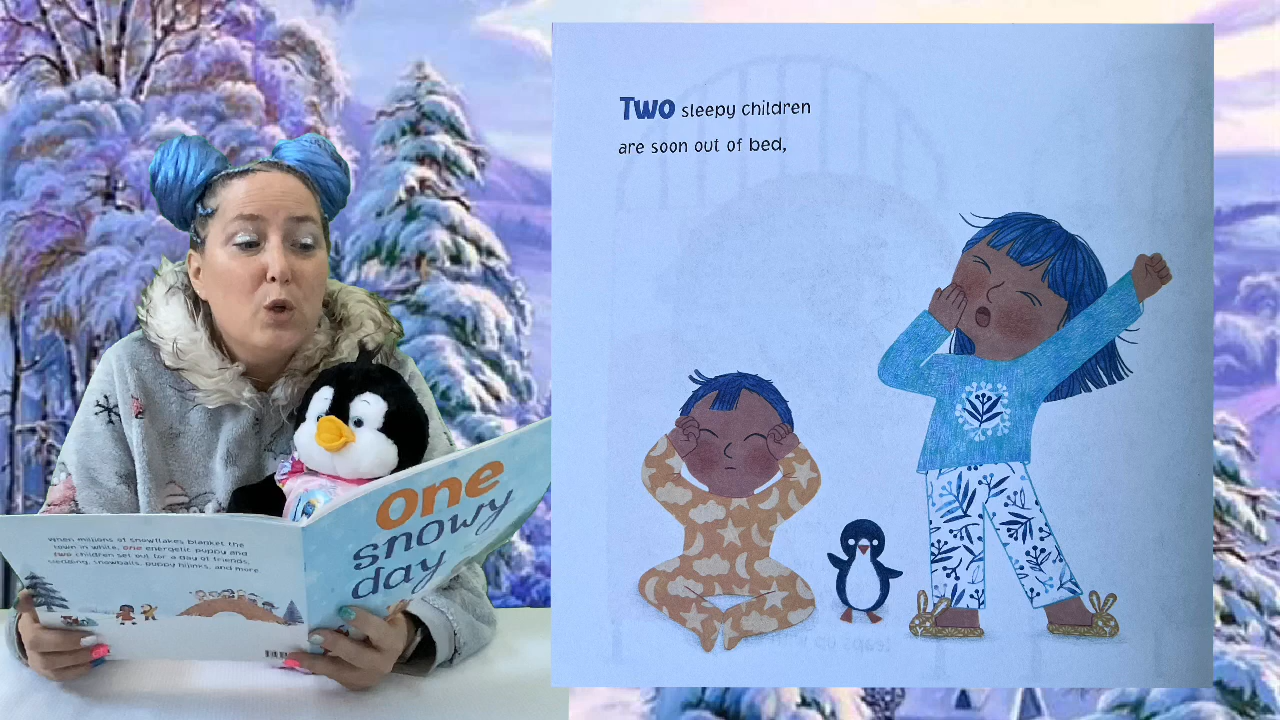 TWO sleepy children
are soon out of bed,
one
snowy
day
When millions of snowflakes blanket the
town in white, one energetic puppy and
two children set out for a day of friends,
sledding, snowballs, puppy hijinks, and more